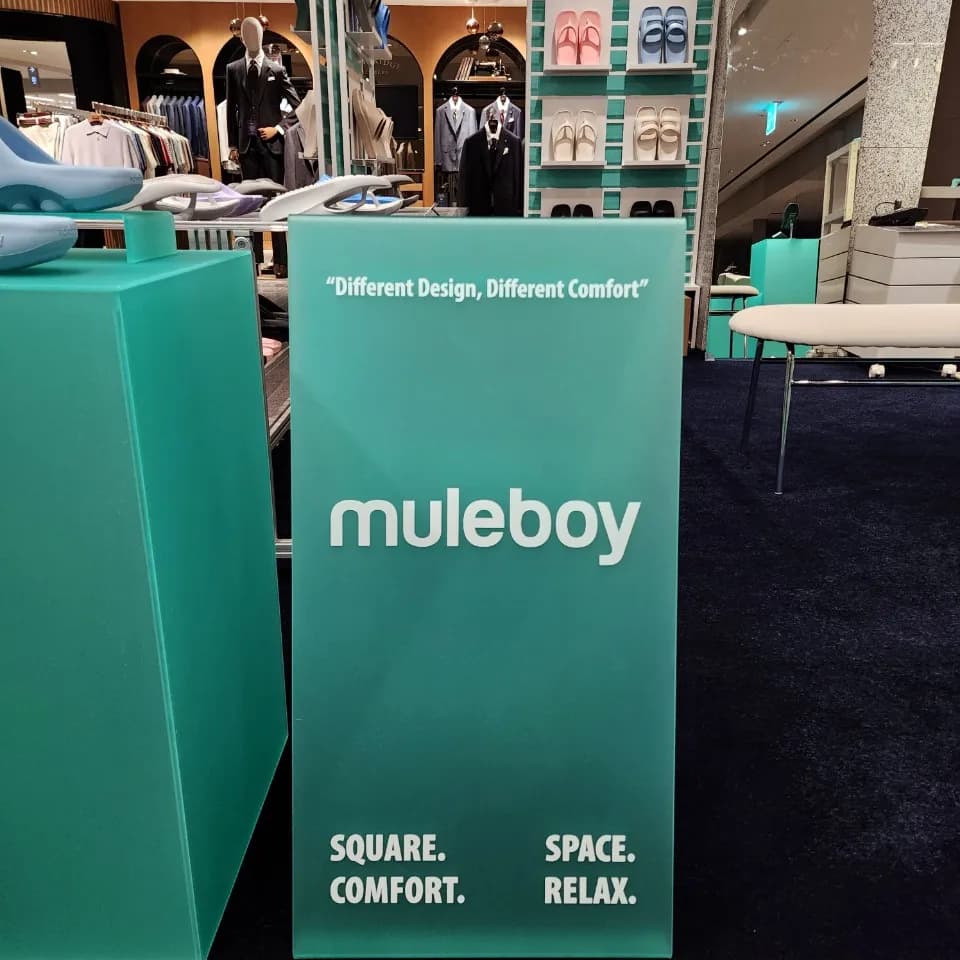 “Different Design, Different Comfort”
muleboy
SQUARE.
COMFORT.
SPACE.
RELAX.